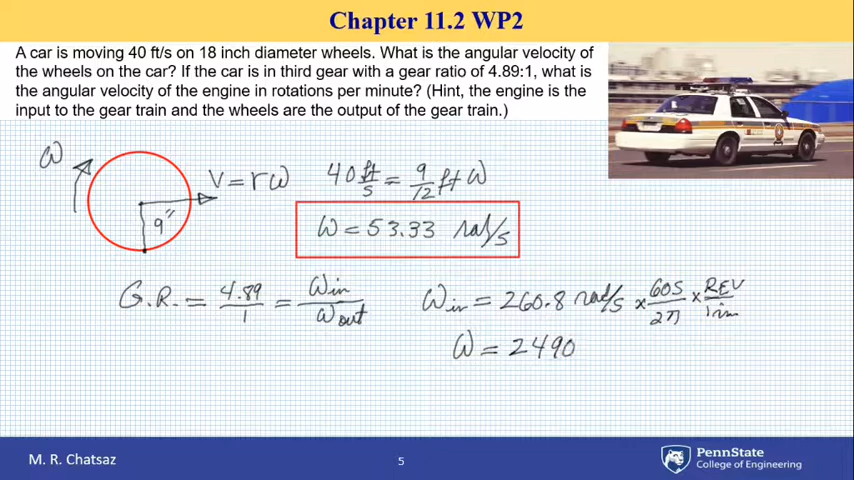 Chapter 11.2 WP2
A car is moving 40 ft/s on 18 inch diameter wheels. What is the angular velocity of
the wheels on the car? If the car is in third gear with a gear ratio of 4.89:1, what is
the angular velocity of the engine in rotations per minute? (Hint, the engine is the
input to the gear train and the wheels are the output of the gear train.)
ω
9"
V = rω
40 ft/s = 9/12 ft ω
ω = 53.33 rad/s
G.R. = 4.89/1 = ωin/ωout
ωin = 260.8 rad/s × 60s/2π × REV/1min
ω = 2490
M. R. Chatsaz
5
PennState
College of Engineering